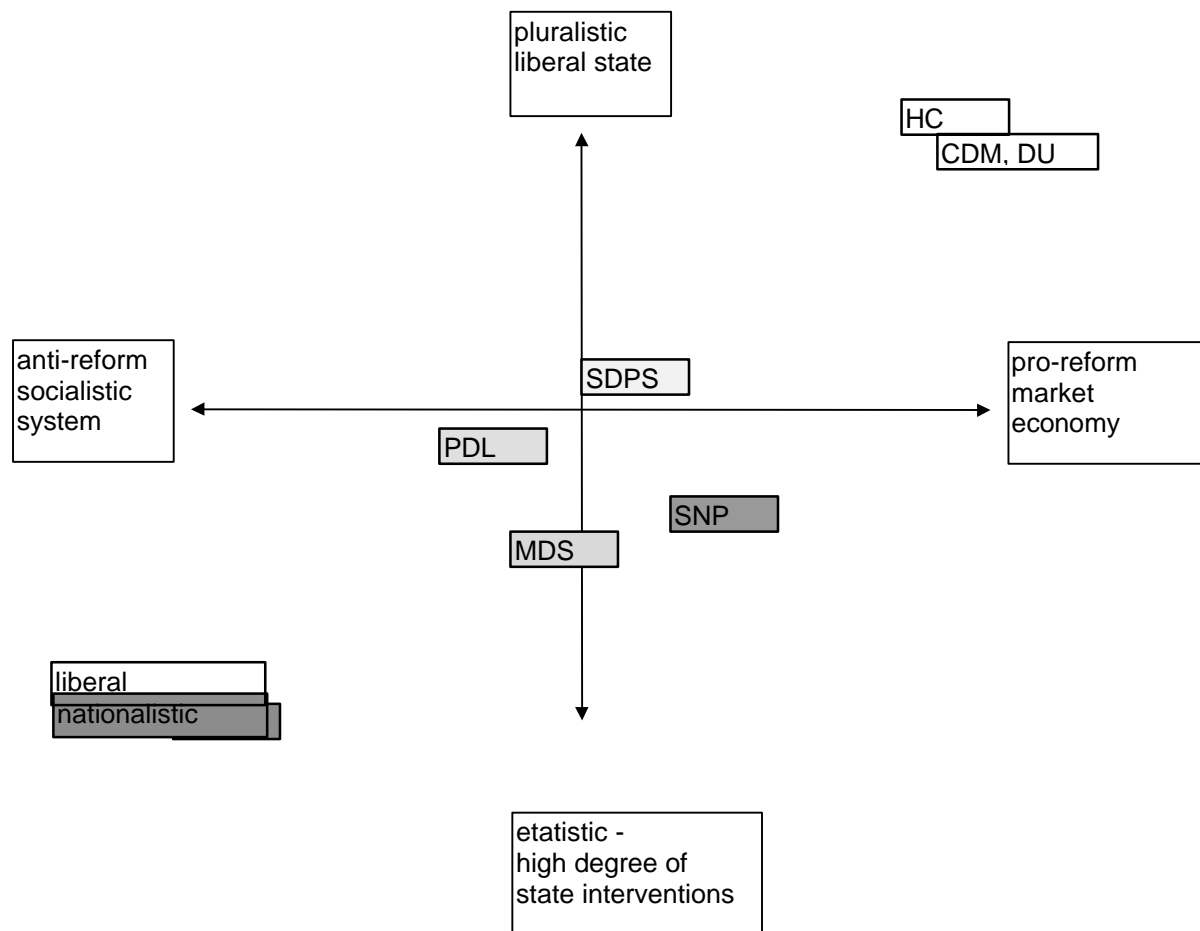 pluralistic
liberal state
HC
CDM, DU
anti-reform
socialistic
system
SDPS
pro-reform
market
economy
PDL
SNP
MDS
liberal
nationalistic
etatistic -
high degree of
state interventions